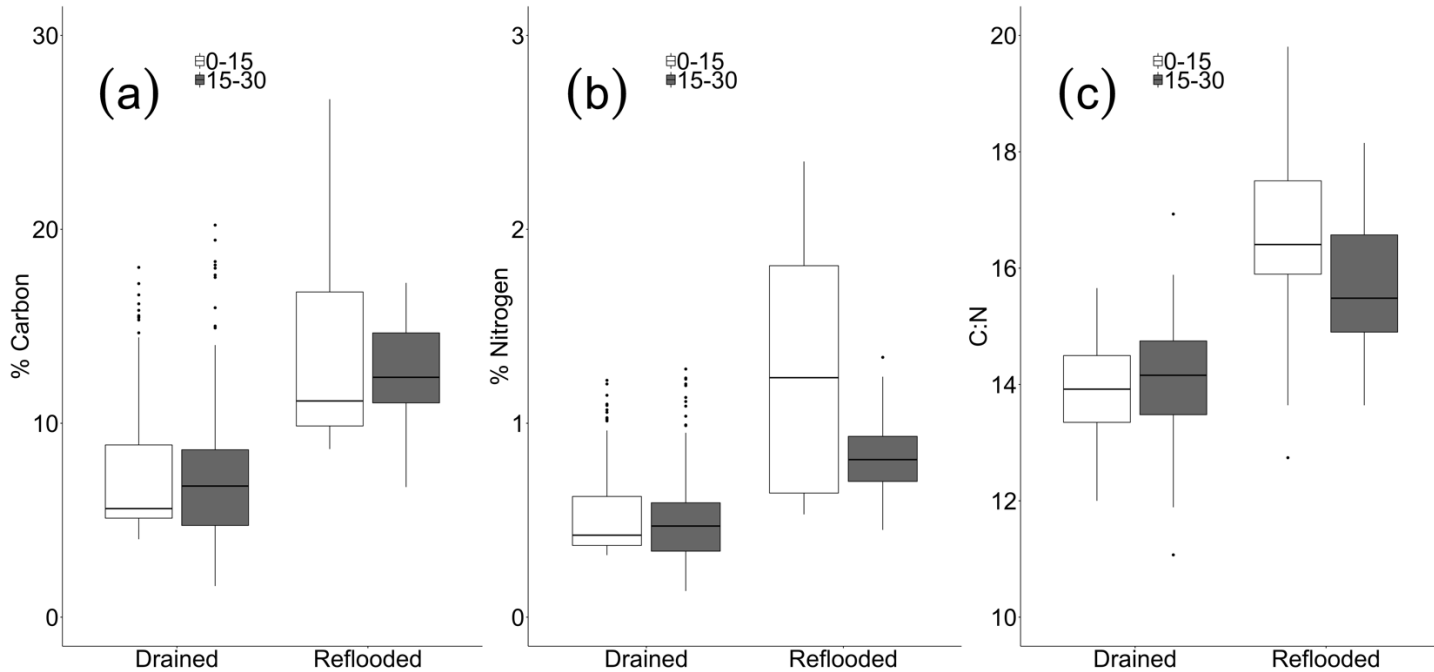 (a)
0-15
15-30
% Carbon
30
20
10
0
Drained
Reflooded
(b)
0-15
15-30
% Nitrogen
3
2
1
0
Drained
Reflooded
(c)
0-15
15-30
C:N
20
18
16
14
12
10
Drained
Reflooded